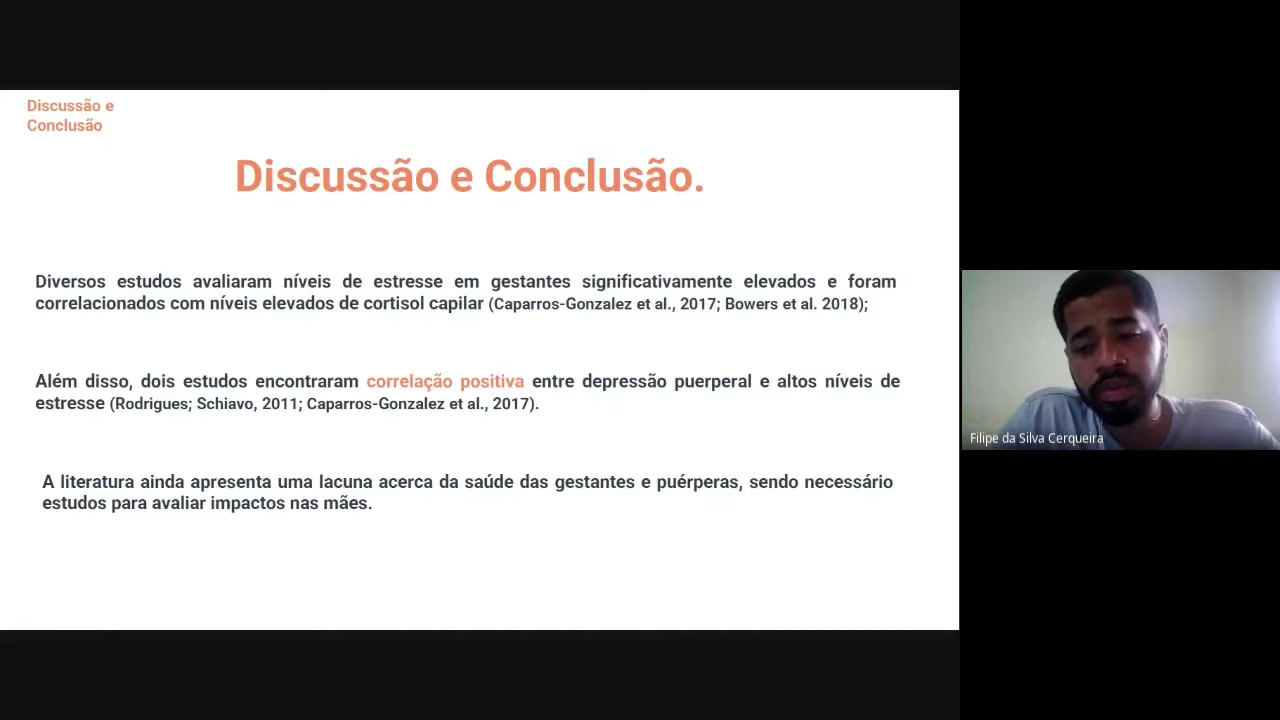 Discussão e
Conclusão
Discussão e Conclusão.
Diversos estudos avaliaram níveis de estresse em gestantes significativamente elevados e foram
correlacionados com níveis elevados de cortisol capilar (Caparros-Gonzalez et al., 2017; Bowers et al. 2018);
Além disso, dois estudos encontraram correlação positiva entre depressão puerperal e altos níveis de
estresse (Rodrigues; Schiavo, 2011; Caparros-Gonzalez et al., 2017).
A literatura ainda apresenta uma lacuna acerca da saúde das gestantes e puérperas, sendo necessário
estudos para avaliar impactos nas mães.
Filipe da Silva Cerqueira